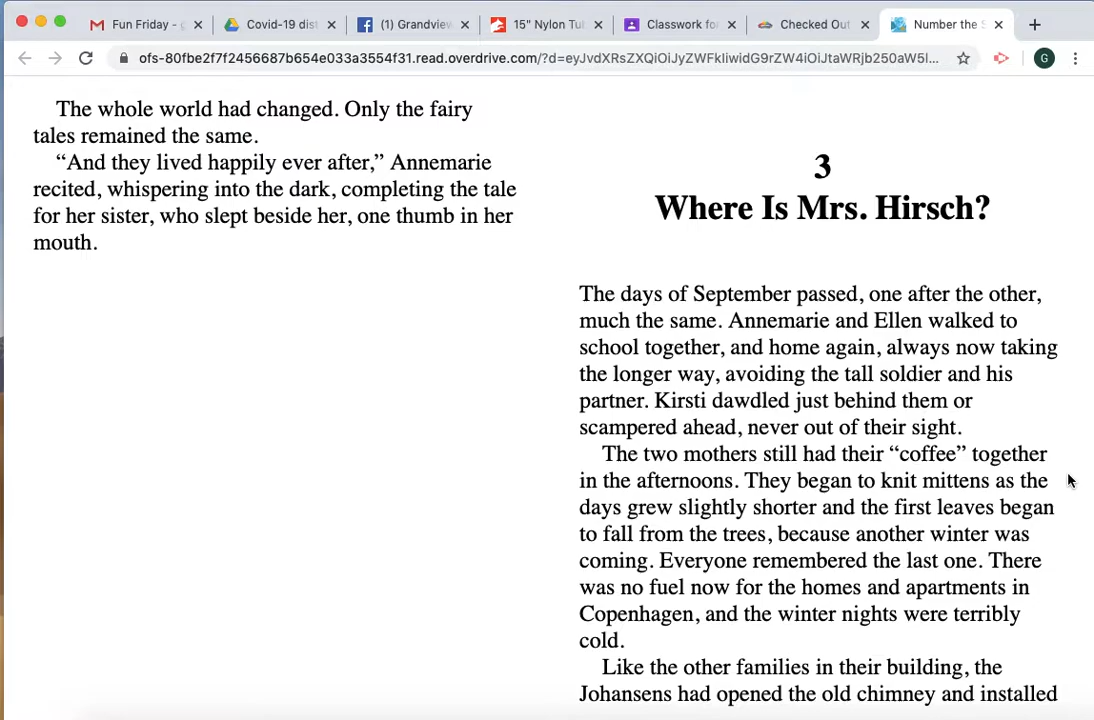 Fun Friday - g
Covid-19 dist
(1) Grandview
15" Nylon Tu
Classwork fo
Checked Out
Number the S
ofs-80fbe2f7f2456687b654e033a3554f31.read.overdrive.com/?d=eyJvdXRsZXQiOiJyZWFkIiwidG9rZW4iOiJtaWRjb250aW5l...
G
The whole world had changed. Only the fairy
tales remained the same.
“And they lived happily ever after,” Annemarie
recited, whispering into the dark, completing the tale
for her sister, who slept beside her, one thumb in her
mouth.
3
Where Is Mrs. Hirsch?
The days of September passed, one after the other,
much the same. Annemarie and Ellen walked to
school together, and home again, always now taking
the longer way, avoiding the tall soldier and his
partner. Kirsti dawdled just behind them or
scampered ahead, never out of their sight.
The two mothers still had their “coffee” together
in the afternoons. They began to knit mittens as the
days grew slightly shorter and the first leaves began
to fall from the trees, because another winter was
coming. Everyone remembered the last one. There
was no fuel now for the homes and apartments in
Copenhagen, and the winter nights were terribly
cold.
Like the other families in their building, the
Johansens had opened the old chimney and installed